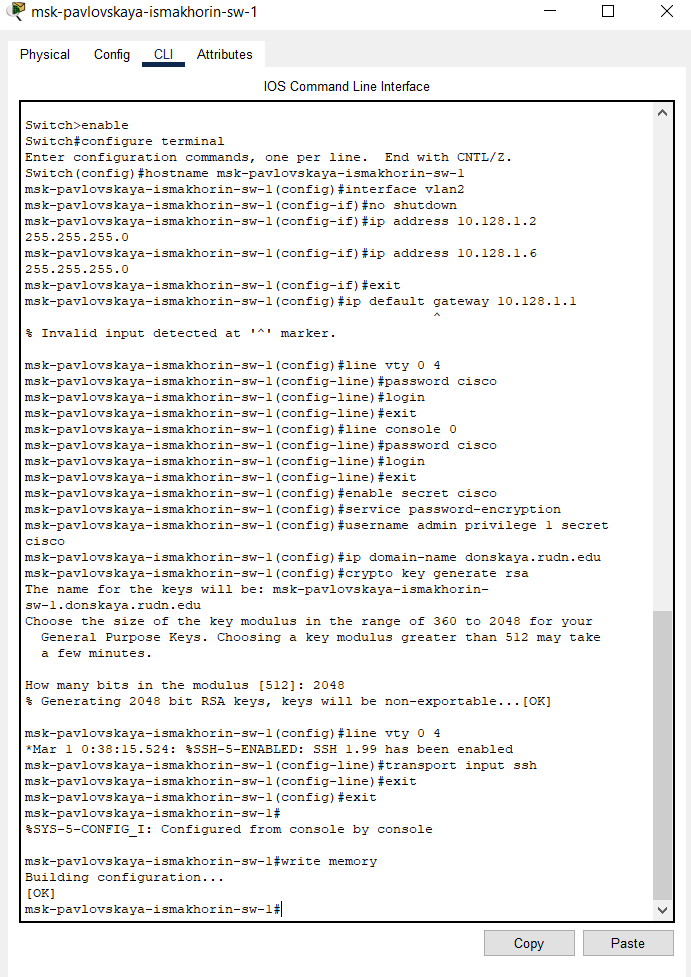 msk-pavlovskaya-ismakhorin-sw-1
Physical Config CLI Attributes
IOS Command Line Interface
Switch>enable
Switch#configure terminal
Enter configuration commands, one per line.  End with CNTL/Z.
Switch(config)#hostname msk-pavlovskaya-ismakhorin-sw-1
msk-pavlovskaya-ismakhorin-sw-1(config)#interface vlan2
msk-pavlovskaya-ismakhorin-sw-1(config-if)#no shutdown
msk-pavlovskaya-ismakhorin-sw-1(config-if)#ip address 10.128.1.2
255.255.255.0
msk-pavlovskaya-ismakhorin-sw-1(config-if)#ip address 10.128.1.6
255.255.255.0
msk-pavlovskaya-ismakhorin-sw-1(config-if)#exit
msk-pavlovskaya-ismakhorin-sw-1(config)#ip default gateway 10.128.1.1
^
% Invalid input detected at '^' marker.
msk-pavlovskaya-ismakhorin-sw-1(config)#line vty 0 4
msk-pavlovskaya-ismakhorin-sw-1(config-line)#password cisco
msk-pavlovskaya-ismakhorin-sw-1(config-line)#login
msk-pavlovskaya-ismakhorin-sw-1(config-line)#exit
msk-pavlovskaya-ismakhorin-sw-1(config)#line console 0
msk-pavlovskaya-ismakhorin-sw-1(config-line)#password cisco
msk-pavlovskaya-ismakhorin-sw-1(config-line)#login
msk-pavlovskaya-ismakhorin-sw-1(config-line)#exit
msk-pavlovskaya-ismakhorin-sw-1(config)#enable secret cisco
msk-pavlovskaya-ismakhorin-sw-1(config)#service password-encryption
msk-pavlovskaya-ismakhorin-sw-1(config)#username admin privilege 1 secret
cisco
msk-pavlovskaya-ismakhorin-sw-1(config)#ip domain-name donskaya.rudn.edu
msk-pavlovskaya-ismakhorin-sw-1(config)#crypto key generate rsa
The name for the keys will be: msk-pavlovskaya-ismakhorin-
sw-1.donskaya.rudn.edu
Choose the size of the key modulus in the range of 360 to 2048 for your
General Purpose Keys. Choosing a key modulus greater than 512 may take
a few minutes.
How many bits in the modulus [512]: 2048
% Generating 2048 bit RSA keys, keys will be non-exportable...[OK]
msk-pavlovskaya-ismakhorin-sw-1(config)#line vty 0 4
*Mar 1 0:38:15.524: %SSH-5-ENABLED: SSH 1.99 has been enabled
msk-pavlovskaya-ismakhorin-sw-1(config-line)#transport input ssh
msk-pavlovskaya-ismakhorin-sw-1(config-line)#exit
msk-pavlovskaya-ismakhorin-sw-1(config)#exit
msk-pavlovskaya-ismakhorin-sw-1#
%SYS-5-CONFIG_I: Configured from console by console
msk-pavlovskaya-ismakhorin-sw-1#write memory
Building configuration...
[OK]
msk-pavlovskaya-ismakhorin-sw-1#
Copy Paste